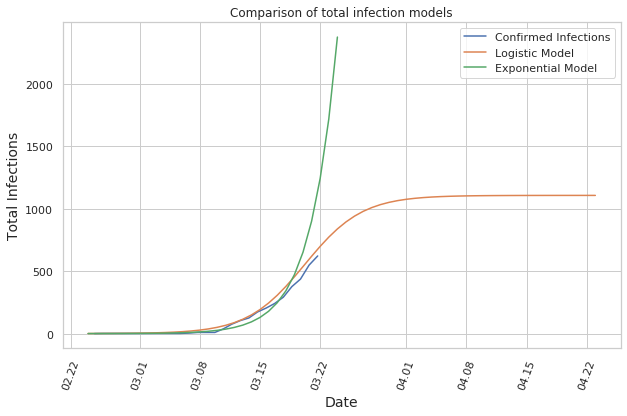 Comparison of total infection models
Confirmed Infections
Logistic Model
Exponential Model
Total Infections
2000
1500
1000
500
0
02.22
03.01
03.08
03.15
03.22
04.01
04.08
04.15
04.22
Date